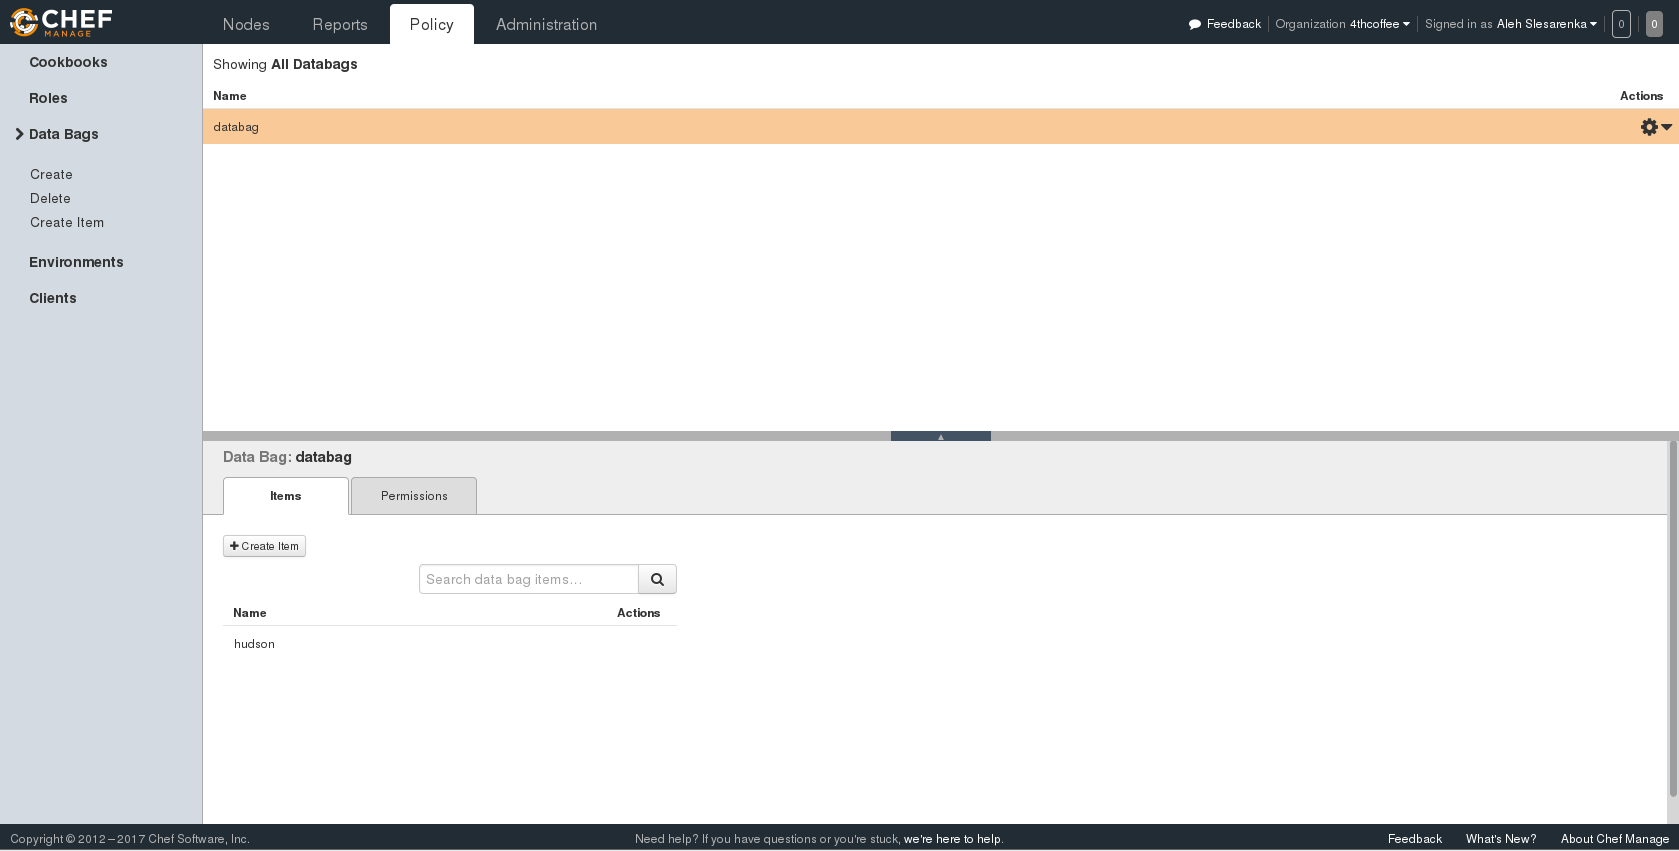 CHEF
MANAGE
Nodes Reports Policy Administration
Feedback Organization 4thcoffee Signed in as Aleh Slesarenka 0 0
Cookbooks
Roles
Data Bags
Create
Delete
Create Item
Environments
Clients
Showing All Databags
Name Actions
databag
Data Bag: databag
Items Permissions
Create Item
Search data bag items...
Name Actions
hudson
Copyright © 2012–2017 Chef Software, Inc. Need help? If you have questions or you're stuck, we're here to help. Feedback What's New? About Chef Manage